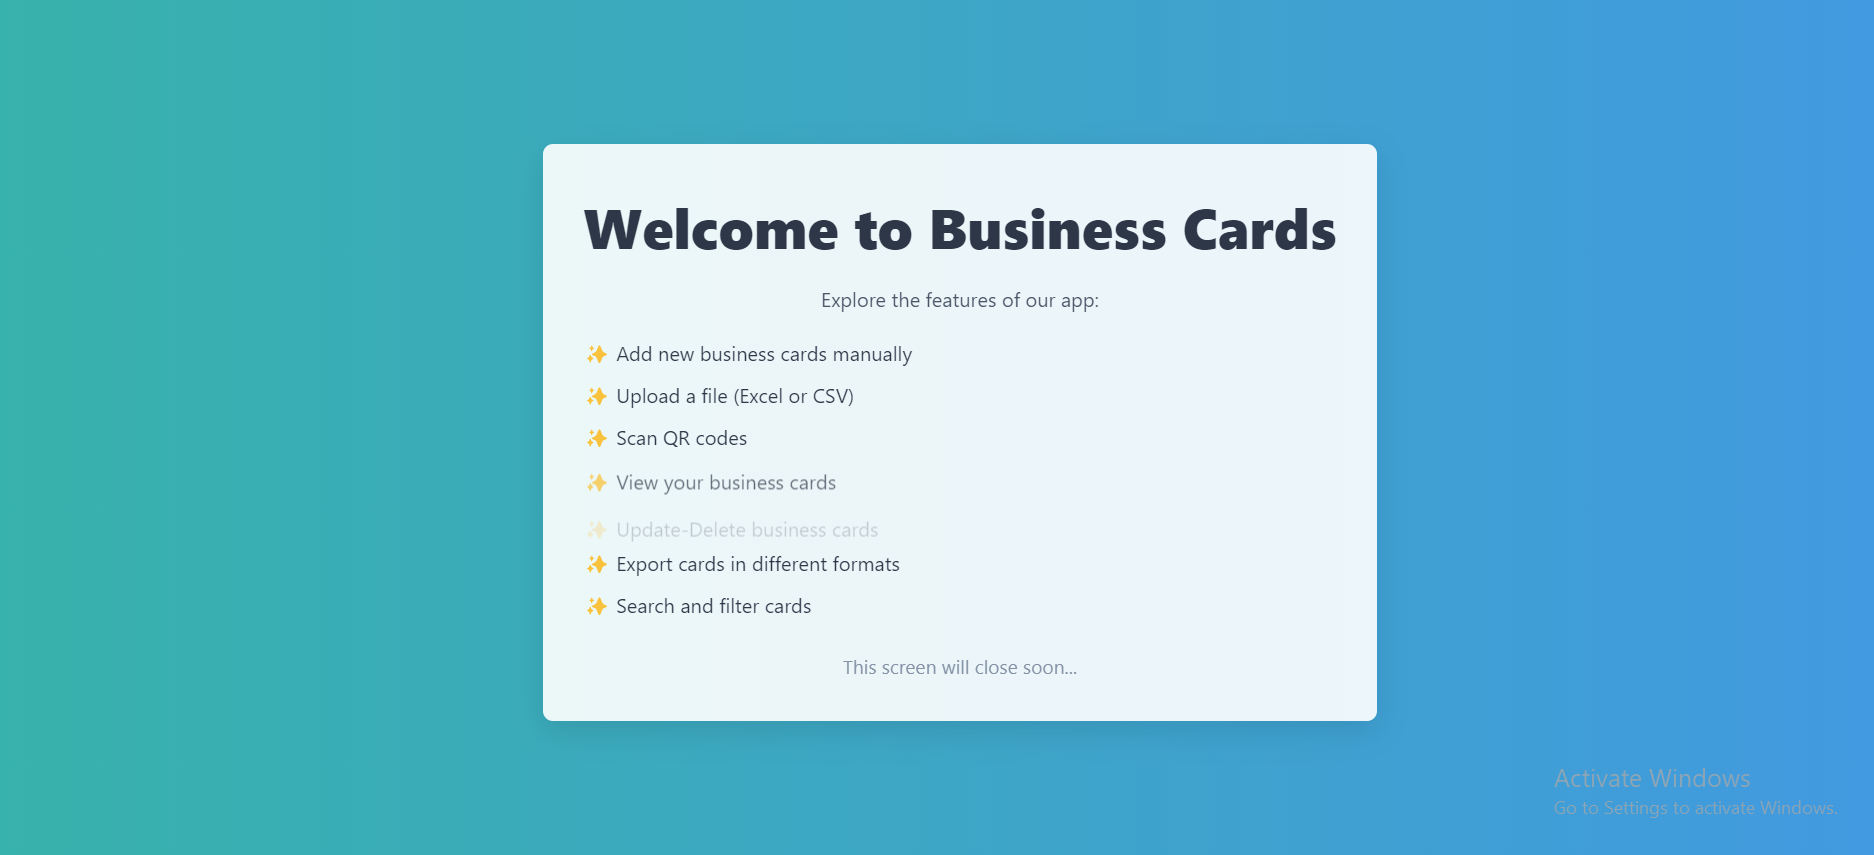 Welcome to Business Cards
Explore the features of our app:
✨ Add new business cards manually
✨ Upload a file (Excel or CSV)
✨ Scan QR codes
✨ View your business cards
✨ Update-Delete business cards
✨ Export cards in different formats
✨ Search and filter cards
This screen will close soon...
Activate Windows
Go to Settings to activate Windows.